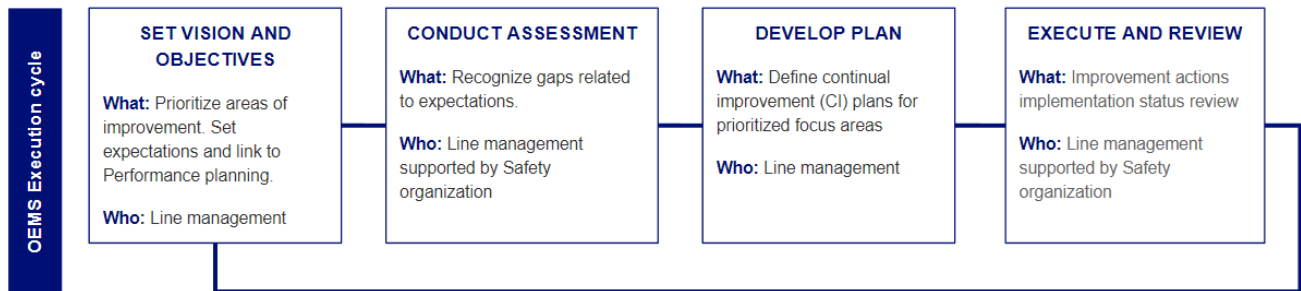 OEMS Execution cycle
SET VISION AND
OBJECTIVES
What: Prioritize areas of
improvement. Set
expectations and link to
Performance planning.
Who: Line management
CONDUCT ASSESSMENT
What: Recognize gaps related
to expectations.
Who: Line management
supported by Safety
organization
DEVELOP PLAN
What: Define continual
improvement (CI) plans for
prioritized focus areas
Who: Line management
EXECUTE AND REVIEW
What: Improvement actions
implementation status review
Who: Line management
supported by Safety
organization